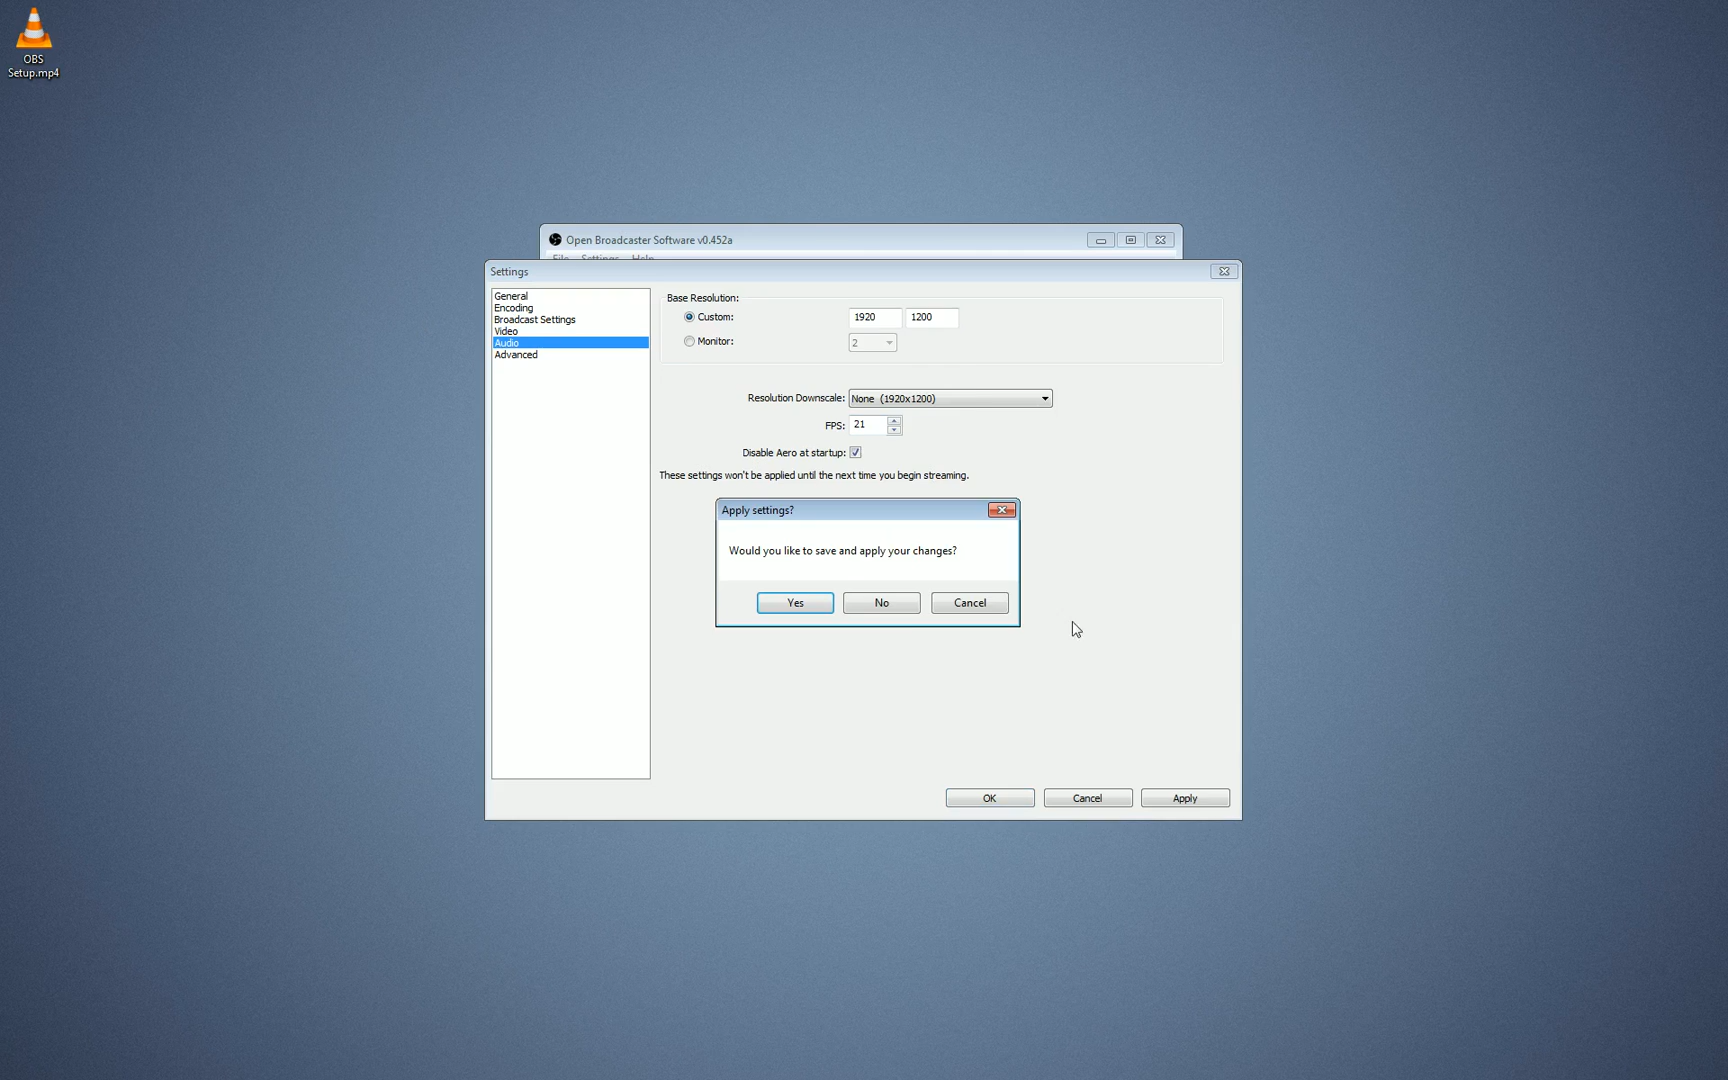 OBS
Setup.mp4
Open Broadcaster Software v0.452a
File Settings Help
Settings
General
Encoding
Broadcast Settings
Video
Audio
Advanced
Base Resolution:
Custom: 1920 1200
Monitor: 2
Resolution Downscale: None (1920x1200)
FPS: 21
Disable Aero at startup:
These settings won't be applied until the next time you begin streaming.
Apply settings?
Would you like to save and apply your changes?
Yes No Cancel
OK Cancel Apply